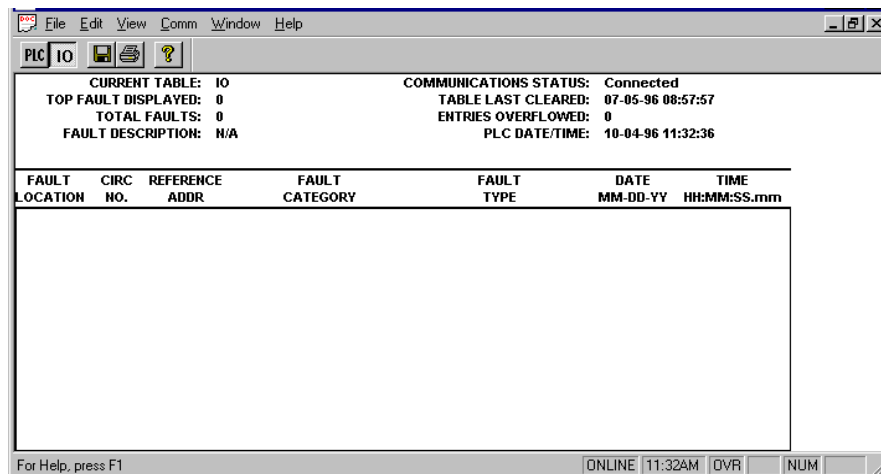 File Edit View Comm Window Help
PLC IO
CURRENT TABLE: IO COMMUNICATIONS STATUS: Connected
TOP FAULT DISPLAYED: 0 TABLE LAST CLEARED: 07-05-96 08:57:57
TOTAL FAULTS: 0 ENTRIES OVERFLOWED: 0
FAULT DESCRIPTION: N/A PLC DATE/TIME: 10-04-96 11:32:36
FAULT CIRC REFERENCE FAULT FAULT DATE TIME
LOCATION NO. ADDR CATEGORY TYPE MM-DD-YY HH:MM:SS.mm
For Help, press F1 ONLINE 11:32AM OVR NUM